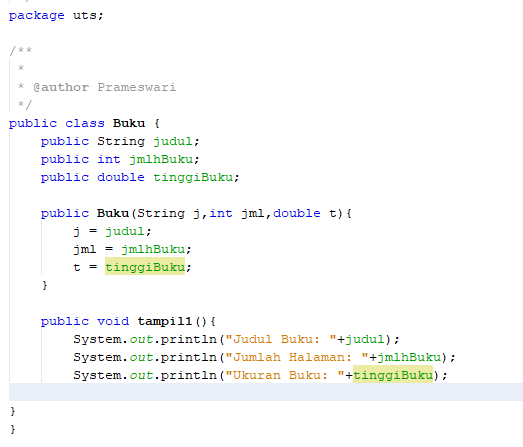 package uts;
/**
 *
 * @author Prameswari
 */
public class Buku {
    public String judul;
    public int jmlhBuku;
    public double tinggiBuku;
    public Buku(String j,int jml,double t){
        j = judul;
        jml = jmlhBuku;
        t = tinggiBuku;
    }
    public void tampil1(){
        System.out.println("Judul Buku: "+judul);
        System.out.println("Jumlah Halaman: "+jmlhBuku);
        System.out.println("Ukuran Buku: "+tinggiBuku);
}
}